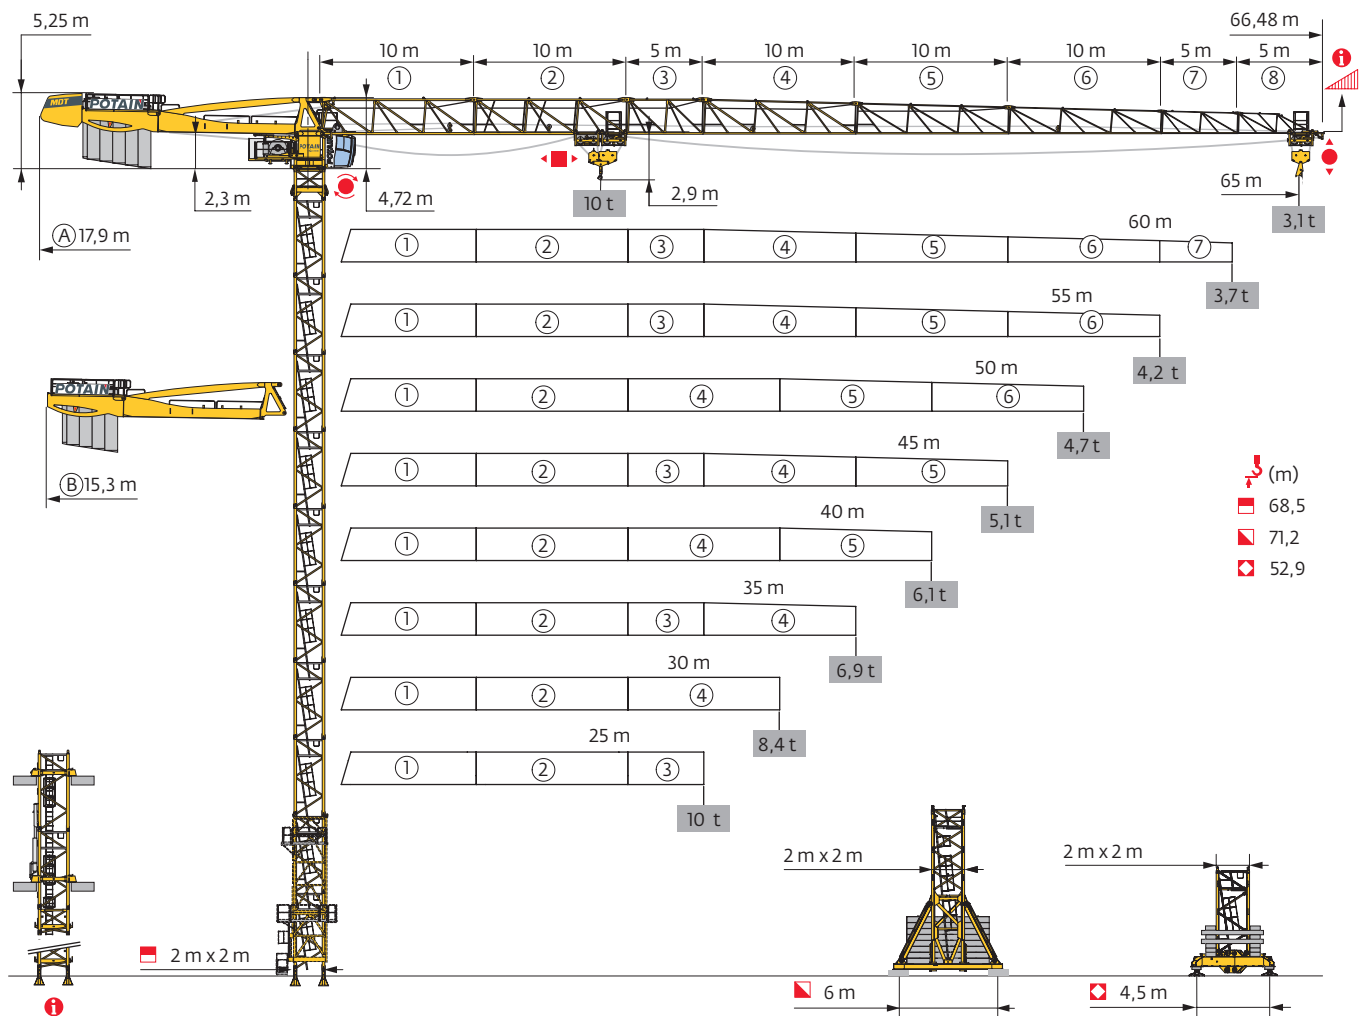 5,25 m
66,48 m
10 m
10 m
5 m
10 m
10 m
10 m
5 m
5 m
1
2
3
4
5
6
7
8
i
MDT
POTAIN
POTAIN
2,3 m
4,72 m
10 t
2,9 m
65 m
3,1 t
A 17,9 m
60 m
1
2
3
4
5
6
7
3,7 t
55 m
1
2
3
4
5
6
4,2 t
POTAIN
50 m
1
2
4
5
6
4,7 t
B 15,3 m
45 m
1
2
3
4
5
5,1 t
(m)
68,5
71,2
52,9
40 m
1
2
4
5
6,1 t
35 m
1
2
3
4
6,9 t
30 m
1
2
4
8,4 t
25 m
1
2
3
10 t
2 m x 2 m
2 m x 2 m
2 m x 2 m
6 m
4,5 m
i